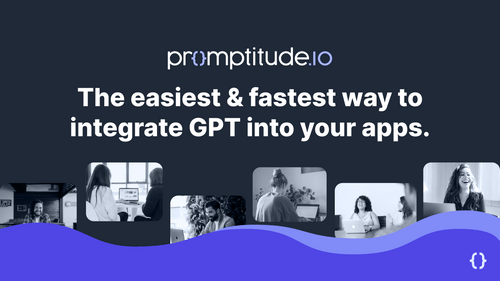 promptitude.io
The easiest & fastest way to
integrate GPT into your apps.
{}